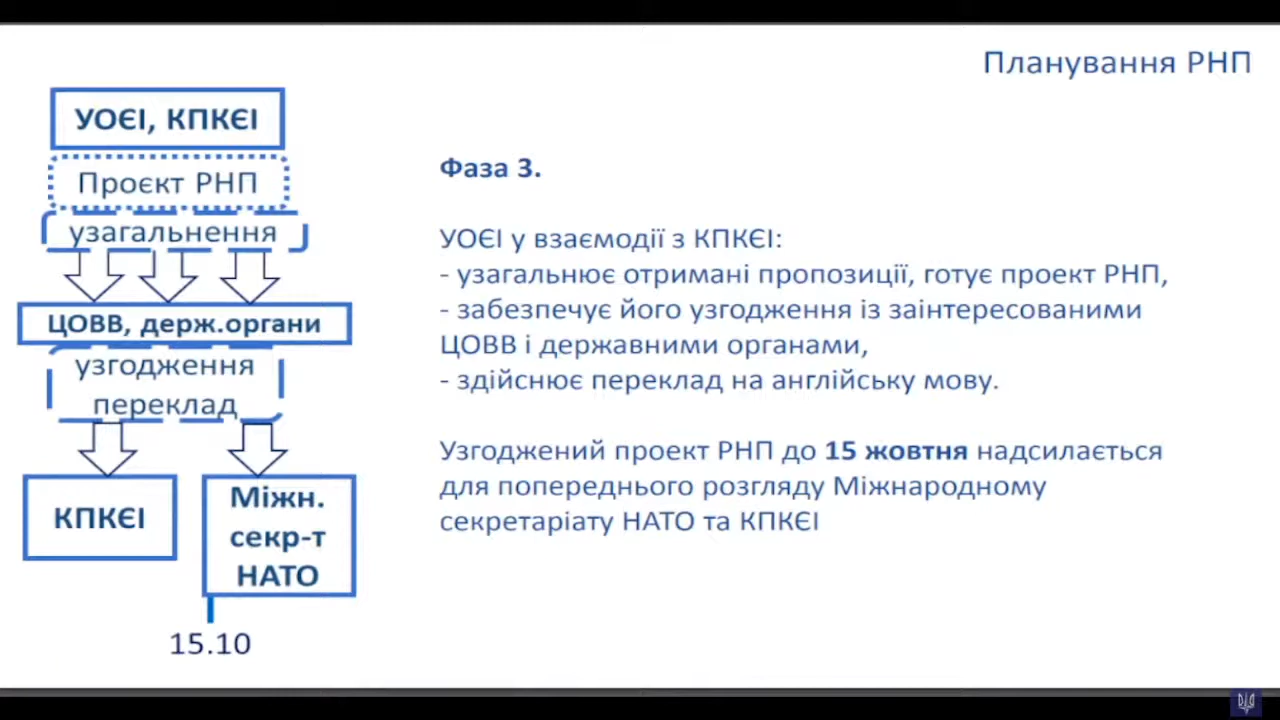 Планування РНП
УОЄІ, КПКЄІ
Проєкт РНП
узагальнення
ЦОВВ, держ.органи
узгодження
переклад
КПКЄІ
Міжн.
секр-т
НАТО
15.10
Фаза 3.
УОЄІ у взаємодії з КПКЄІ:
- узагальнює отримані пропозиції, готує проект РНП,
- забезпечує його узгодження із заінтересованими
ЦОВВ і державними органами,
- здійснює переклад на англійську мову.
Узгоджений проект РНП до 15 жовтня надсилається
для попереднього розгляду Міжнародному
секретаріату НАТО та КПКЄІ